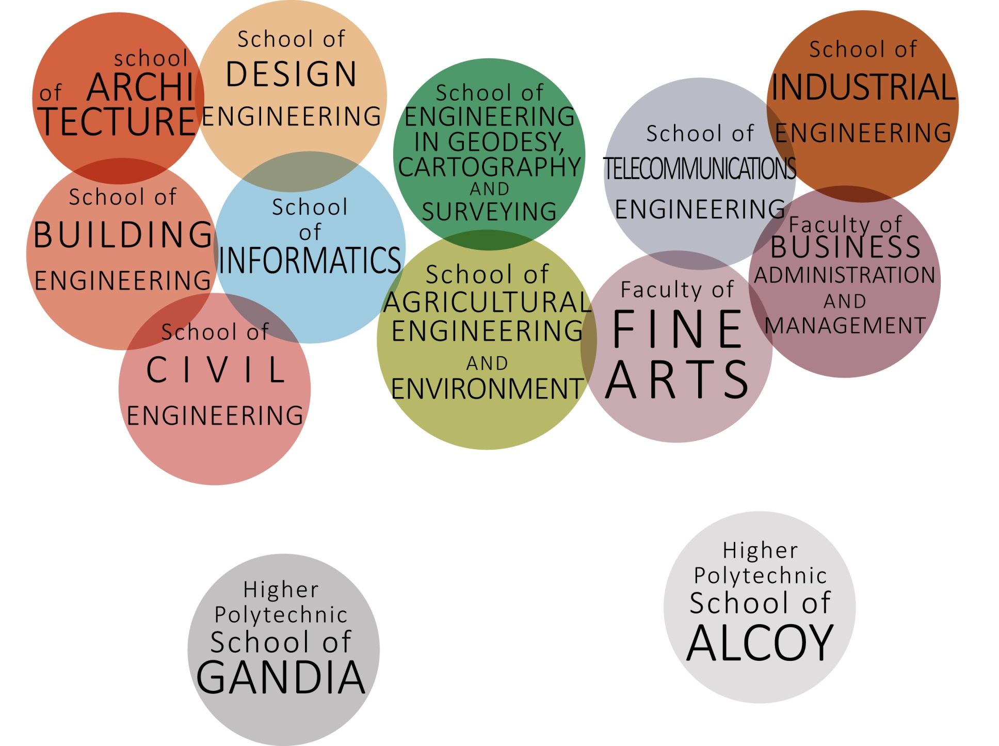 school
of ARCHI
TECTURE
School of
DESIGN
ENGINEERING
School of
ENGINEERING
IN GEODESY,
CARTOGRAPHY
AND
SURVEYING
School of
TELECOMMUNICATIONS
ENGINEERING
School of
INDUSTRIAL
ENGINEERING
School of
BUILDING
ENGINEERING
School
of
INFORMATICS
School of
AGRICULTURAL
ENGINEERING
AND
ENVIRONMENT
Faculty of
FINE
ARTS
Faculty of
BUSINESS
ADMINISTRATION
AND
MANAGEMENT
School of
CIVIL
ENGINEERING
Higher
Polytechnic
School of
GANDIA
Higher
Polytechnic
School of
ALCOY